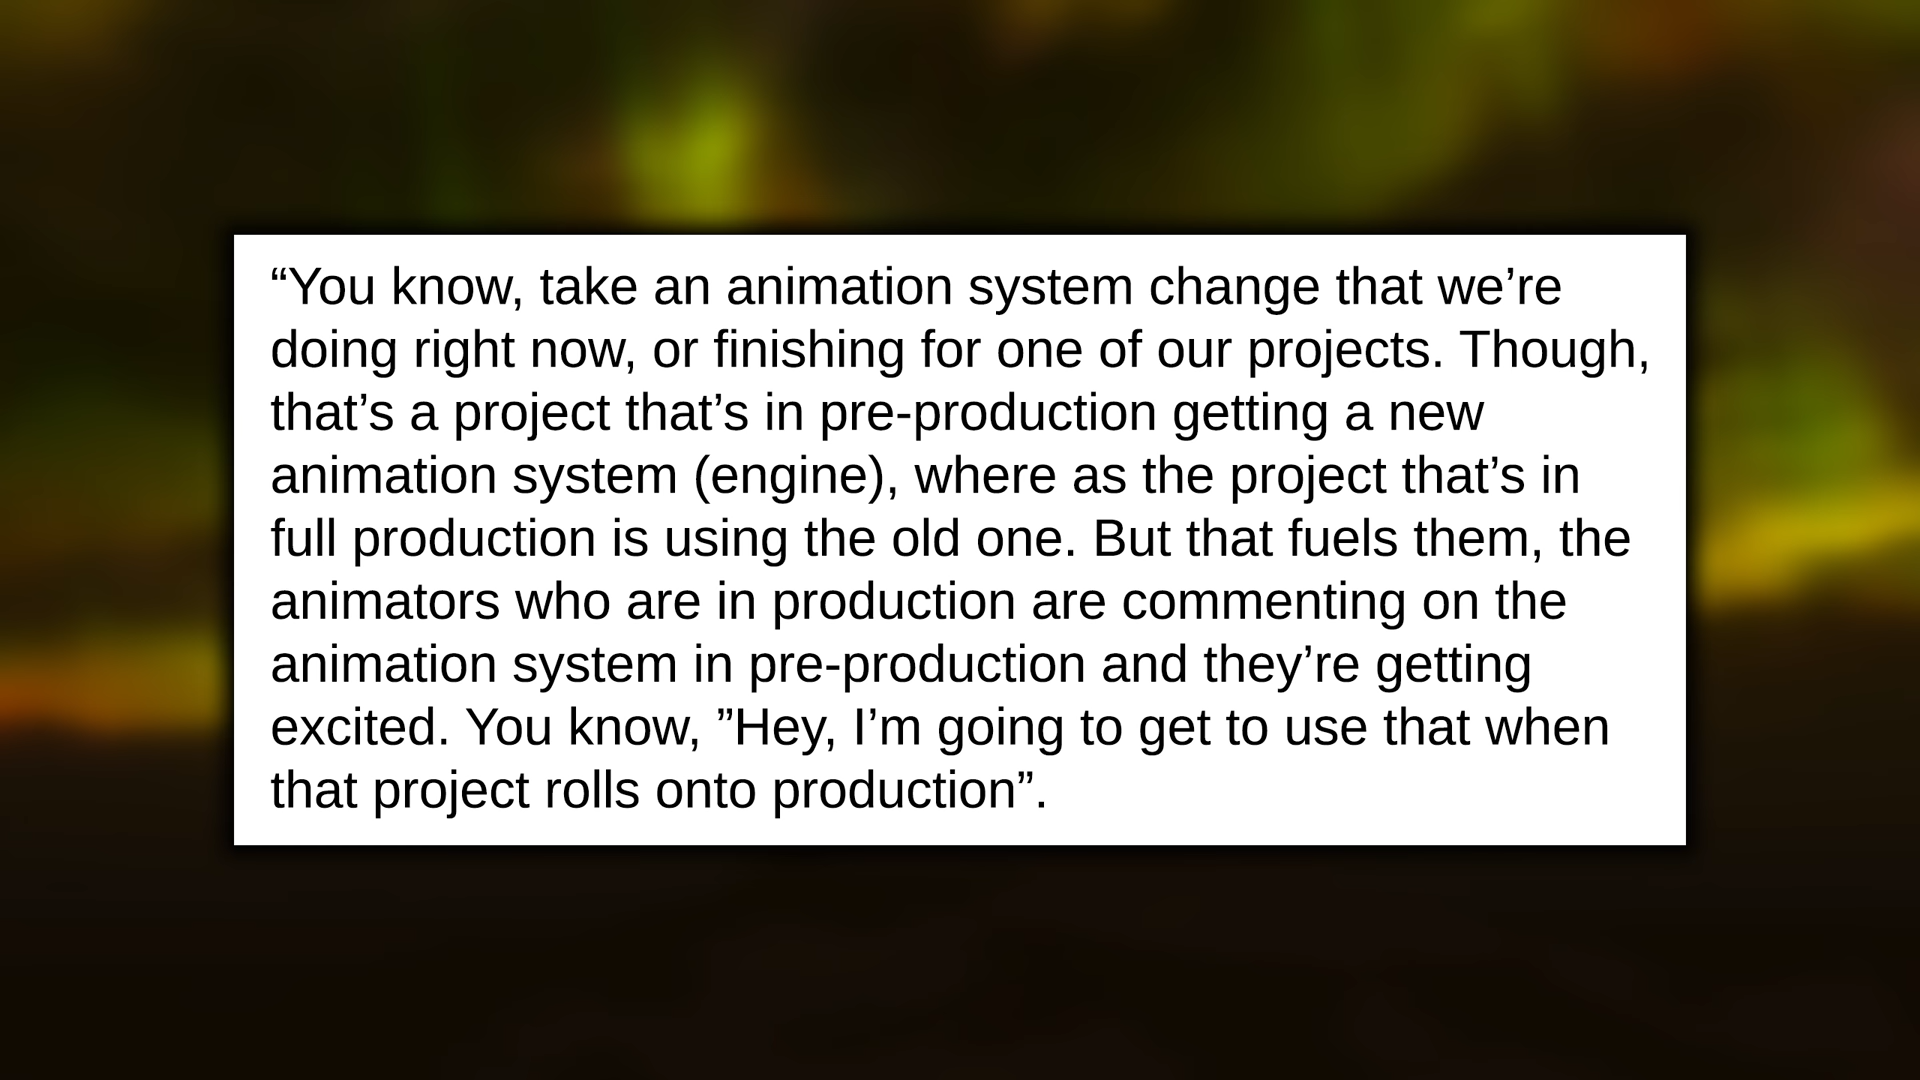 “You know, take an animation system change that we’re
doing right now, or finishing for one of our projects. Though,
that’s a project that’s in pre-production getting a new
animation system (engine), where as the project that’s in
full production is using the old one. But that fuels them, the
animators who are in production are commenting on the
animation system in pre-production and they’re getting
excited. You know, ”Hey, I’m going to get to use that when
that project rolls onto production”.